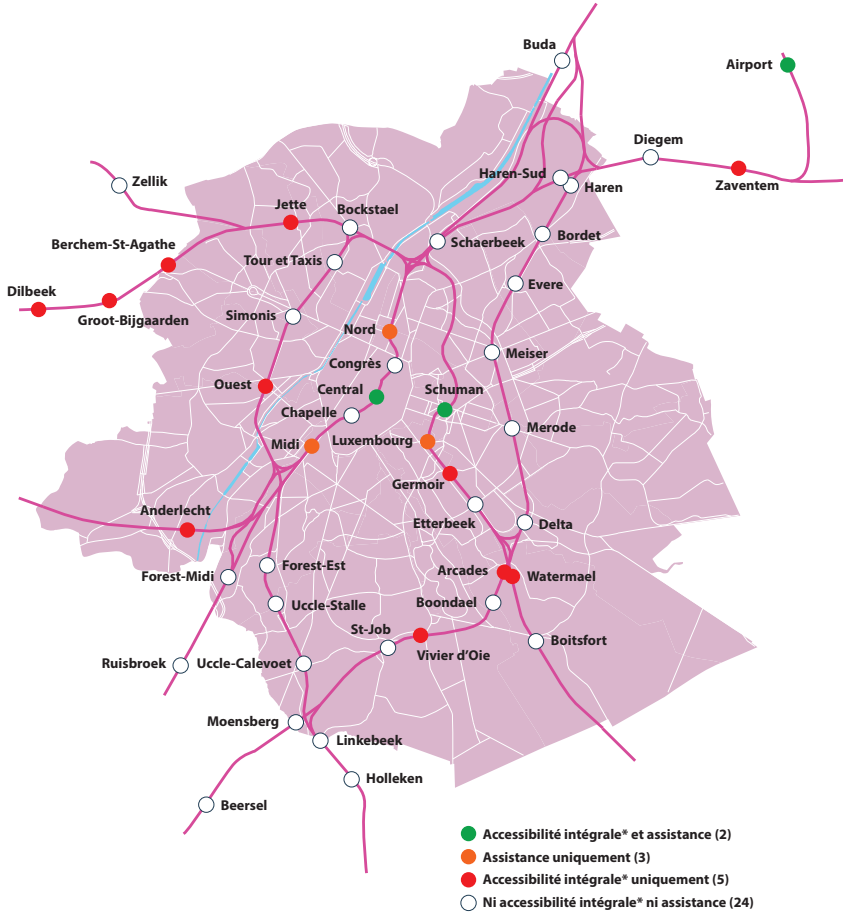 Buda
Airport
Diegem
Zellik
Haren-Sud
Haren
Zaventem
Jette
Bockstael
Berchem-St-Agathe
Schaerbeek
Bordet
Tour et Taxis
Dilbeek
Evere
Groot-Bijgaarden
Simonis
Nord
Meiser
Congrès
Ouest
Central
Schuman
Chapelle
Merode
Midi
Luxembourg
Germoir
Anderlecht
Etterbeek
Delta
Forest-Est
Forest-Midi
Arcades
Watermael
Uccle-Stalle
Boondael
St-Job
Boitsfort
Ruisbroek
Uccle-Calevoet
Vivier d’Oie
Moensberg
Linkebeek
Holleken
Beersel
Accessibilité intégrale* et assistance (2)
Assistance uniquement (3)
Accessibilité intégrale* uniquement (5)
Ni accessibilité intégrale* ni assistance (24)